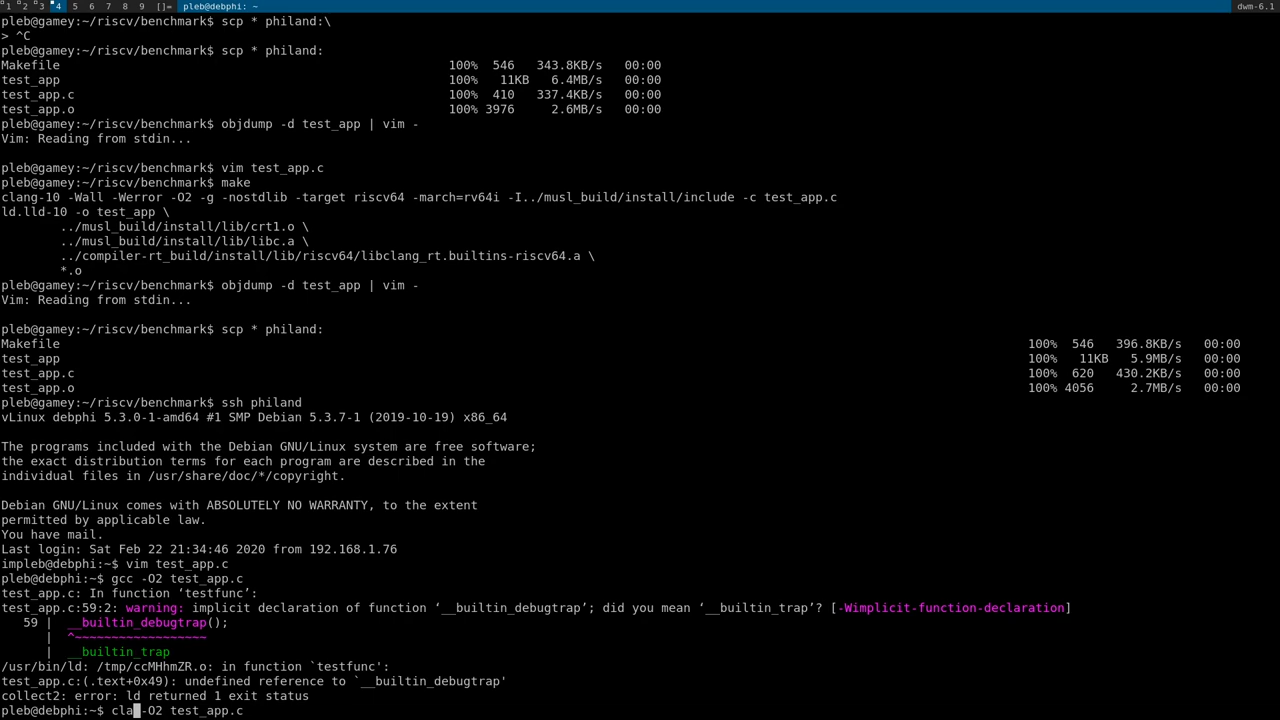 1 2 3 4 5 6 7 8 9 []= pleb@debphi: ~ dwm-6.1
pleb@gamey:~/riscv/benchmark$ scp * philand:\
> ^C
pleb@gamey:~/riscv/benchmark$ scp * philand:
Makefile 100% 546 343.8KB/s 00:00
test_app 100% 11KB 6.4MB/s 00:00
test_app.c 100% 410 337.4KB/s 00:00
test_app.o 100% 3976 2.6MB/s 00:00
pleb@gamey:~/riscv/benchmark$ objdump -d test_app | vim -
Vim: Reading from stdin...
pleb@gamey:~/riscv/benchmark$ vim test_app.c
pleb@gamey:~/riscv/benchmark$ make
clang-10 -Wall -Werror -O2 -g -nostdlib -target riscv64 -march=rv64i -I../musl_build/install/include -c test_app.c
ld.lld-10 -o test_app \
../musl_build/install/lib/crt1.o \
../musl_build/install/lib/libc.a \
../compiler-rt_build/install/lib/riscv64/libclang_rt.builtins-riscv64.a \
*.o
pleb@gamey:~/riscv/benchmark$ objdump -d test_app | vim -
Vim: Reading from stdin...
pleb@gamey:~/riscv/benchmark$ scp * philand:
Makefile 100% 546 396.8KB/s 00:00
test_app 100% 11KB 5.9MB/s 00:00
test_app.c 100% 620 430.2KB/s 00:00
test_app.o 100% 4056 2.7MB/s 00:00
pleb@gamey:~/riscv/benchmark$ ssh philand
vLinux debphi 5.3.0-1-amd64 #1 SMP Debian 5.3.7-1 (2019-10-19) x86_64
The programs included with the Debian GNU/Linux system are free software;
the exact distribution terms for each program are described in the
individual files in /usr/share/doc/*/copyright.
Debian GNU/Linux comes with ABSOLUTELY NO WARRANTY, to the extent
permitted by applicable law.
You have mail.
Last login: Sat Feb 22 21:34:46 2020 from 192.168.1.76
impleb@debphi:~$ vim test_app.c
pleb@debphi:~$ gcc -O2 test_app.c
test_app.c: In function ‘testfunc’:
test_app.c:59:2: warning: implicit declaration of function ‘__builtin_debugtrap’; did you mean ‘__builtin_trap’? [-Wimplicit-function-declaration]
59 | __builtin_debugtrap();
| ^~~~~~~~~~~~~~~~~~~
| __builtin_trap
/usr/bin/ld: /tmp/ccMHhmZR.o: in function `testfunc':
test_app.c:(.text+0x49): undefined reference to `__builtin_debugtrap'
collect2: error: ld returned 1 exit status
pleb@debphi:~$ cla -O2 test_app.c